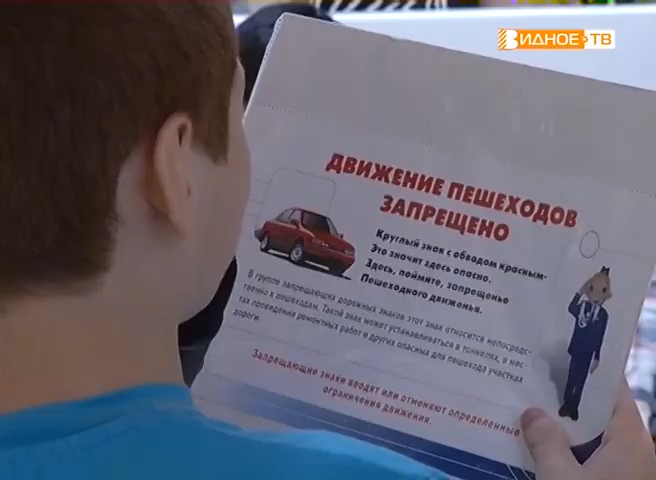 ВИДНОЕ-ТВ
ДВИЖЕНИЕ ПЕШЕХОДОВ
ЗАПРЕЩЕНО
Круглый знак с ободом красным-
Это значит здесь опасно.
Здесь, поймите, запрещенье
Пешеходного движенья.
В группе запрещающих дорожных знаков этот знак относится непосредс-
твенно к пешеходам. Такой знак может устанавливаться в тоннелях, в мес-
тах проведения ремонтных работ и других опасных для пешехода участках
дороги.
Запрещающие знаки вводят или отменяют определенные
ограничения движения.